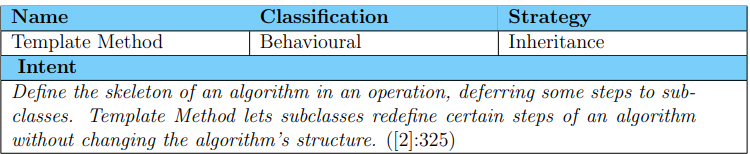 Name Classification Strategy
Template Method Behavioural Inheritance
Intent
Define the skeleton of an algorithm in an operation, deferring some steps to sub-
classes. Template Method lets subclasses redefine certain steps of an algorithm
without changing the algorithm's structure. ([2]:325)